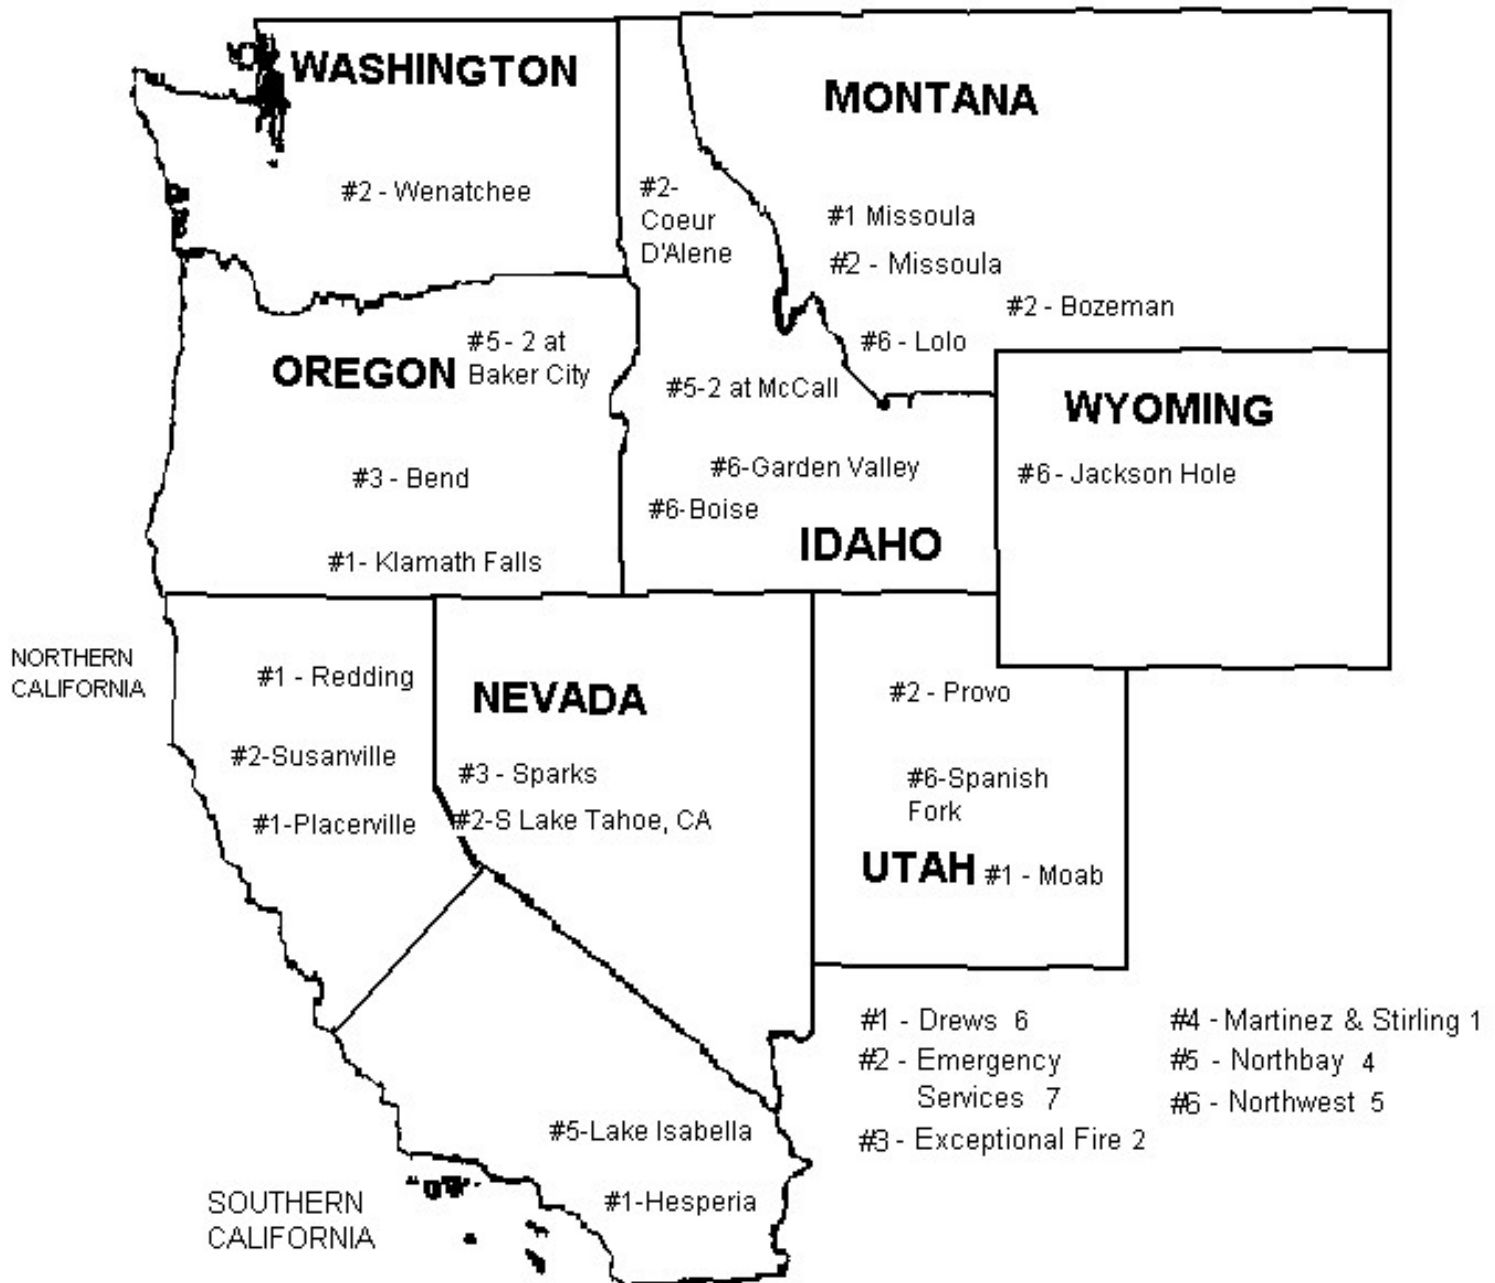 WASHINGTON
MONTANA
#2 - Wenatchee
#2-
Coeur
D'Alene
#1 Missoula
#2 - Missoula
#2 - Bozeman
#6 - Lolo
OREGON
#5- 2 at
Baker City
#5-2 at McCall
WYOMING
#3 - Bend
#6-Garden Valley
#6 - Jackson Hole
#6-Boise
IDAHO
#1- Klamath Falls
NORTHERN
CALIFORNIA
#1 - Redding
NEVADA
#2 - Provo
#2-Susanville
#3 - Sparks
#6-Spanish
Fork
#1-Placerville
#2-S Lake Tahoe, CA
UTAH #1 - Moab
#1 - Drews 6
#2 - Emergency
Services 7
#3 - Exceptional Fire 2
#4 - Martinez & Stirling 1
#5 - Northbay 4
#6 - Northwest 5
#5-Lake Isabella
#1-Hesperia
SOUTHERN
CALIFORNIA